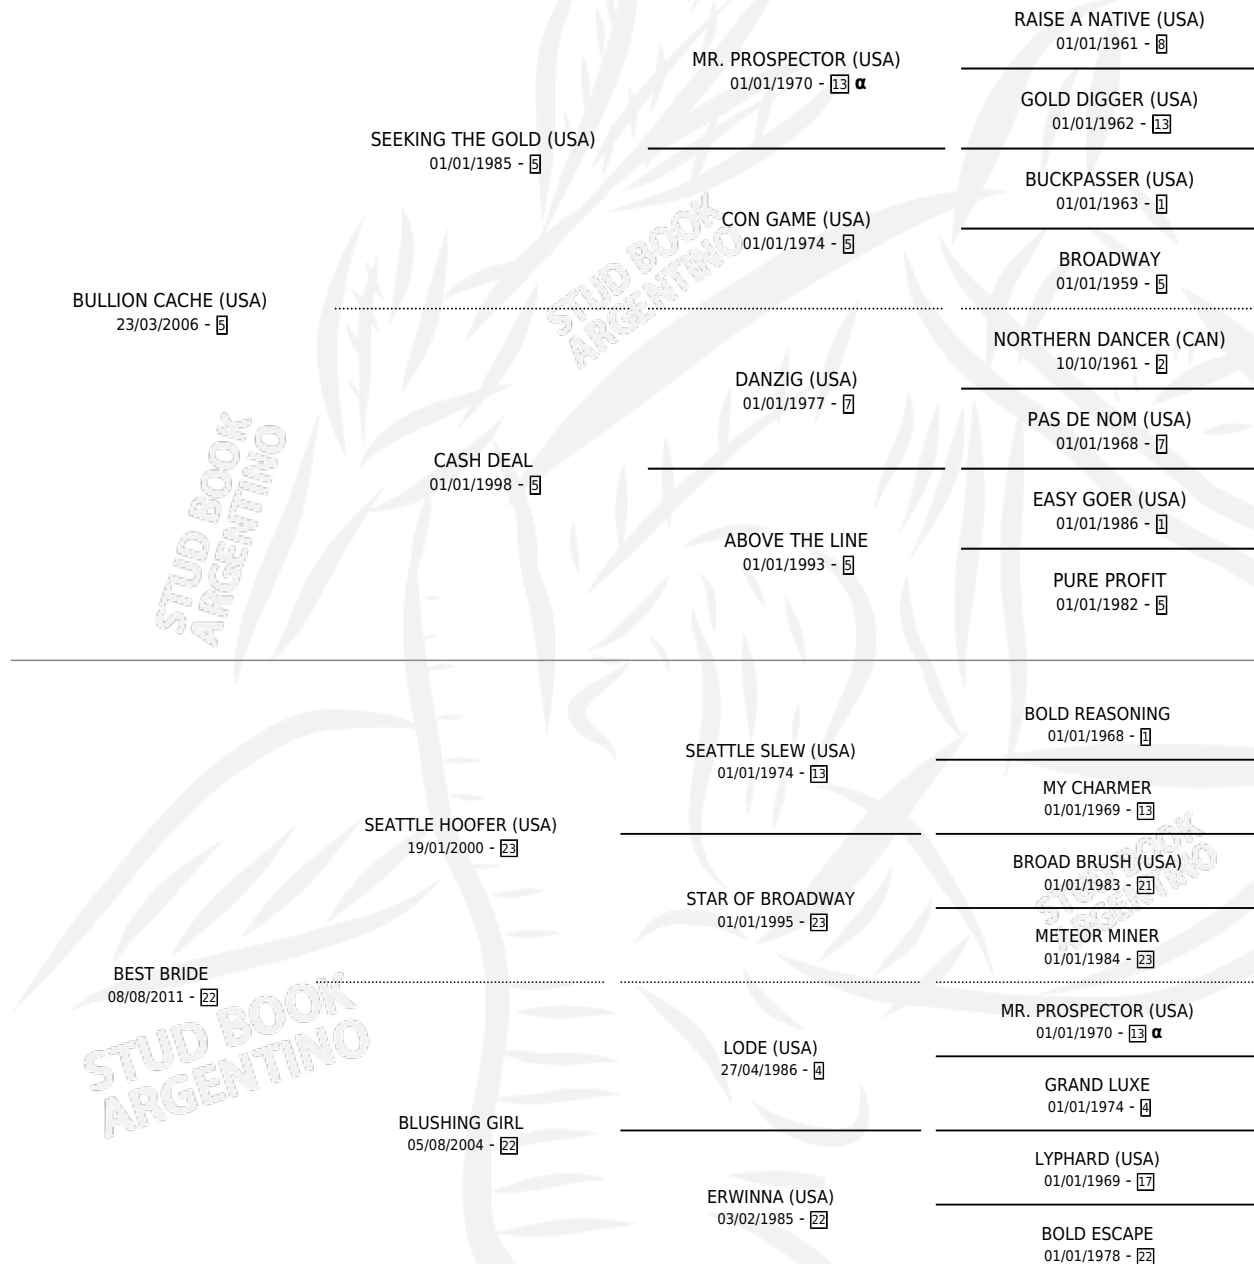 RAISE A NATIVE (USA)
01/01/1961 - 8
MR. PROSPECTOR (USA)
01/01/1970 - 13 α
GOLD DIGGER (USA)
01/01/1962 - 13
SEEKING THE GOLD (USA)
01/01/1985 - 5
BUCKPASSER (USA)
01/01/1963 - 1
CON GAME (USA)
01/01/1974 - 5
BROADWAY
01/01/1959 - 5
BULLION CACHE (USA)
23/03/2006 - 5
STUD BOOK
ARGENTINO
NORTHERN DANCER (CAN)
10/10/1961 - 2
DANZIG (USA)
01/01/1977 - 7
PAS DE NOM (USA)
01/01/1968 - 7
CASH DEAL
01/01/1998 - 5
EASY GOER (USA)
01/01/1986 - 1
ABOVE THE LINE
01/01/1993 - 5
PURE PROFIT
01/01/1982 - 5
STUD BOOK
ARGENTINO
BOLD REASONING
01/01/1968 - 1
SEATTLE SLEW (USA)
01/01/1974 - 13
MY CHARMER
01/01/1969 - 13
SEATTLE HOOFER (USA)
19/01/2000 - 23
BROAD BRUSH (USA)
01/01/1983 - 21
STAR OF BROADWAY
01/01/1995 - 23
METEOR MINER
01/01/1984 - 23
STUD BOOK
ARGENTINO
BEST BRIDE
08/08/2011 - 22
MR. PROSPECTOR (USA)
01/01/1970 - 13 α
LODE (USA)
27/04/1986 - 4
GRAND LUXE
01/01/1974 - 4
STUD BOOK
ARGENTINO
BLUSHING GIRL
05/08/2004 - 22
LYPHARD (USA)
01/01/1969 - 17
ERWINNA (USA)
03/02/1985 - 22
BOLD ESCAPE
01/01/1978 - 22